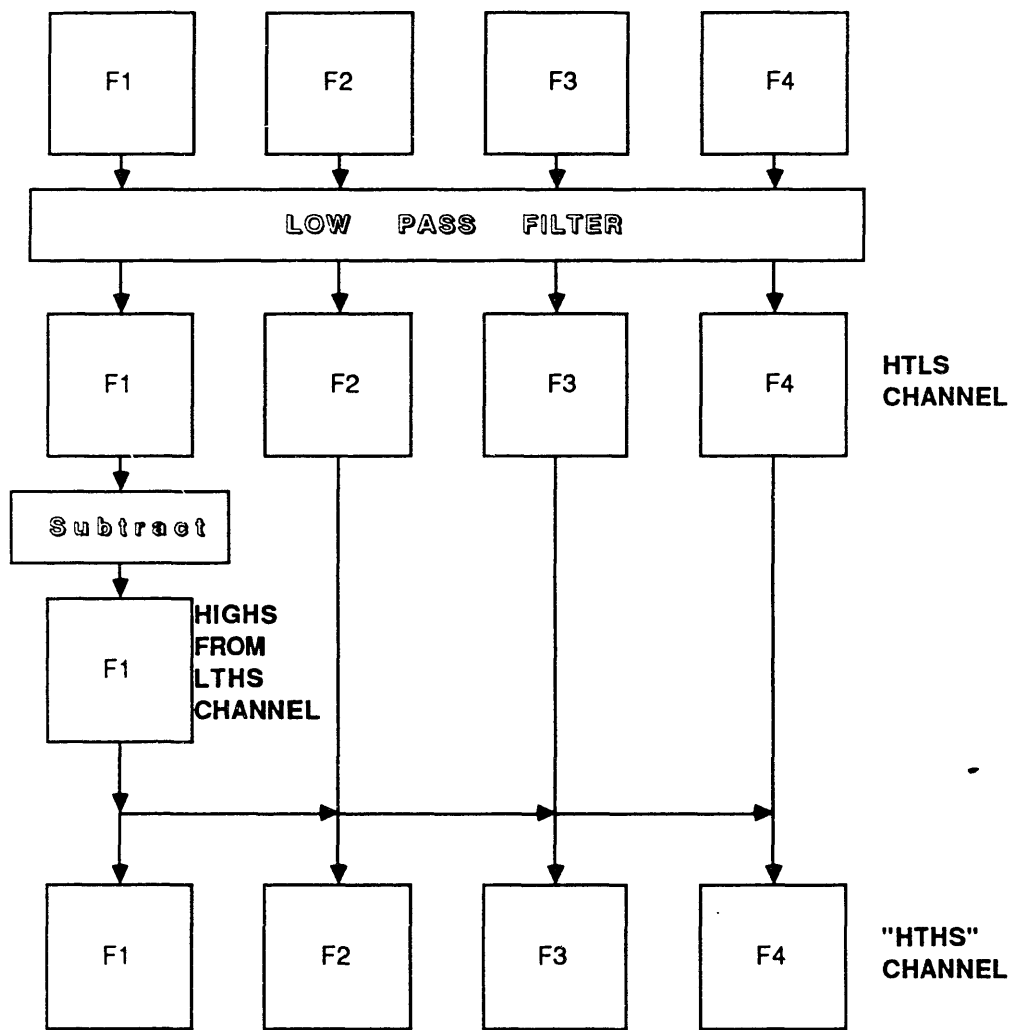 F1 F2 F3 F4
LOW PASS FILTER
F1 F2 F3 F4
HTLS
CHANNEL
Subtract
HIGHS
FROM
LTHS
CHANNEL
F1
F1 F2 F3 F4
"HTHS"
CHANNEL